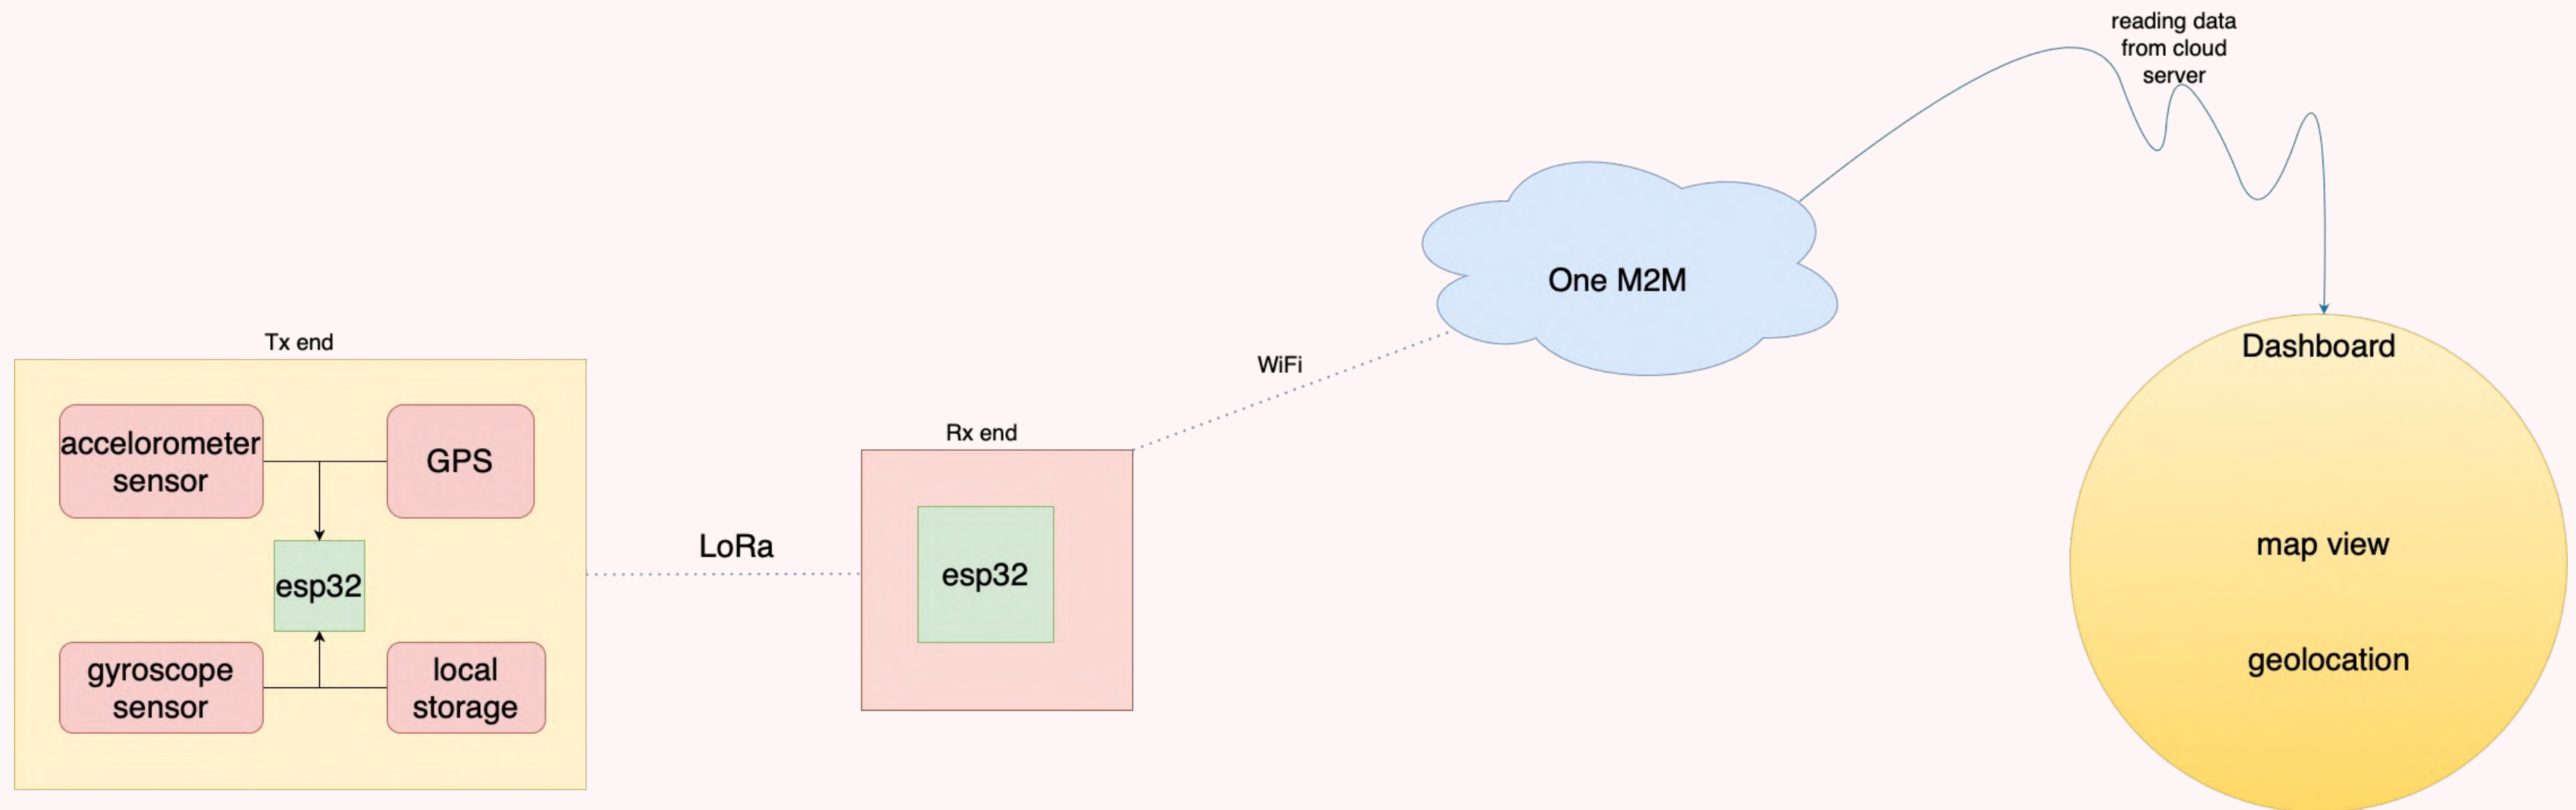 reading data
from cloud
server
One M2M
Tx end
Dashboard
WiFi
accelorometer
sensor
GPS
Rx end
LoRa
map view
esp32
esp32
gyroscope
sensor
local
storage
geolocation